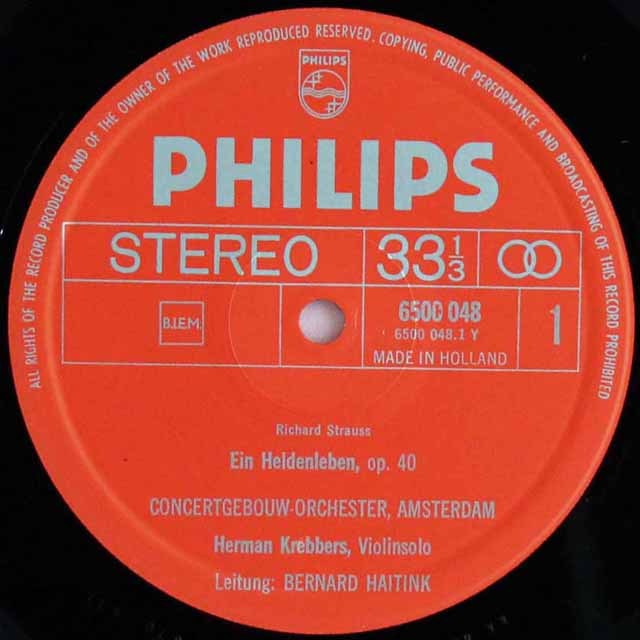 ALL RIGHTS OF THE RECORD PRODUCER AND OF THE OWNER OF THE WORK REPRODUCED RESERVED. COPYING, PUBLIC PERFORMANCE AND BROADCASTING OF THIS RECORD PROHIBITED
PHILIPS
PHILIPS
STEREO 33 1/3
B.I.E.M.
6500 048
6500 048.1 Y
MADE IN HOLLAND
1
Richard Strauss
Ein Heldenleben, op. 40
CONCERTGEBOUW-ORCHESTER, AMSTERDAM
Herman Krebbers, Violinsolo
Leitung: BERNARD HAITINK